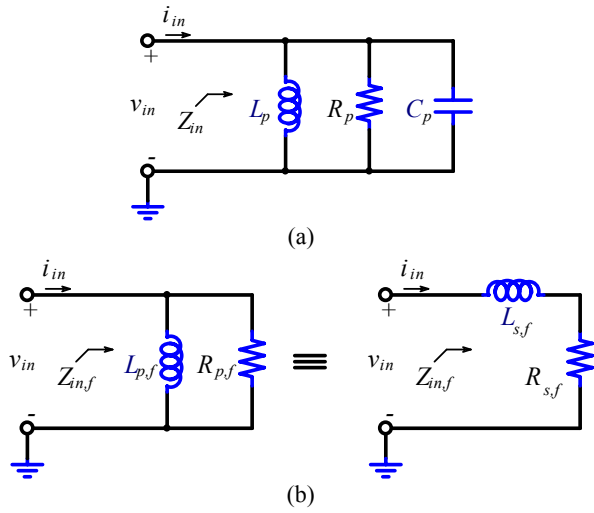 i_in
+
v_in
Z_in
L_p
R_p
C_p
-
(a)
i_in
+
v_in
Z_in,f
L_p,f
R_p,f
-
≡
i_in
+
L_s,f
v_in
Z_in,f
R_s,f
-
(b)